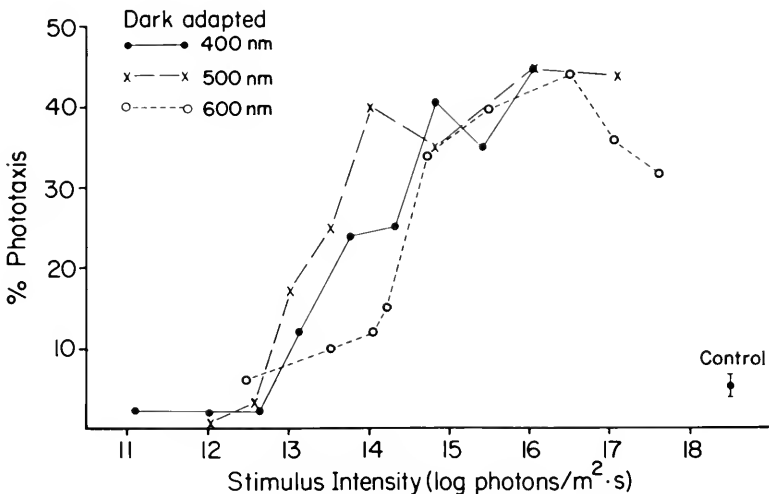 Dark adapted
400 nm
500 nm
600 nm
% Phototaxis
50
40
30
20
10
Control
11 12 13 14 15 16 17 18
Stimulus Intensity (log photons/m²·s)